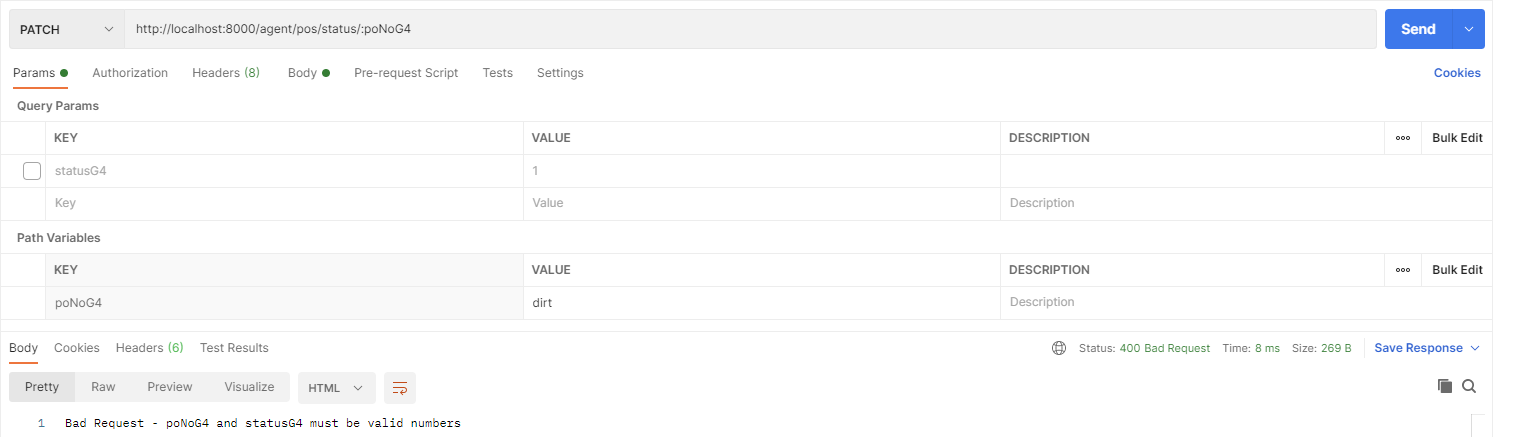 PATCH http://localhost:8000/agent/pos/status/:poNoG4 Send
Params Authorization Headers (8) Body Pre-request Script Tests Settings Cookies
Query Params
KEY VALUE DESCRIPTION ooo Bulk Edit
statusG4 1
Key Value Description
Path Variables
KEY VALUE DESCRIPTION ooo Bulk Edit
poNoG4 dirt Description
Body Cookies Headers (6) Test Results Status: 400 Bad Request Time: 8 ms Size: 269 B Save Response
Pretty Raw Preview Visualize HTML
1 Bad Request - poNoG4 and statusG4 must be valid numbers